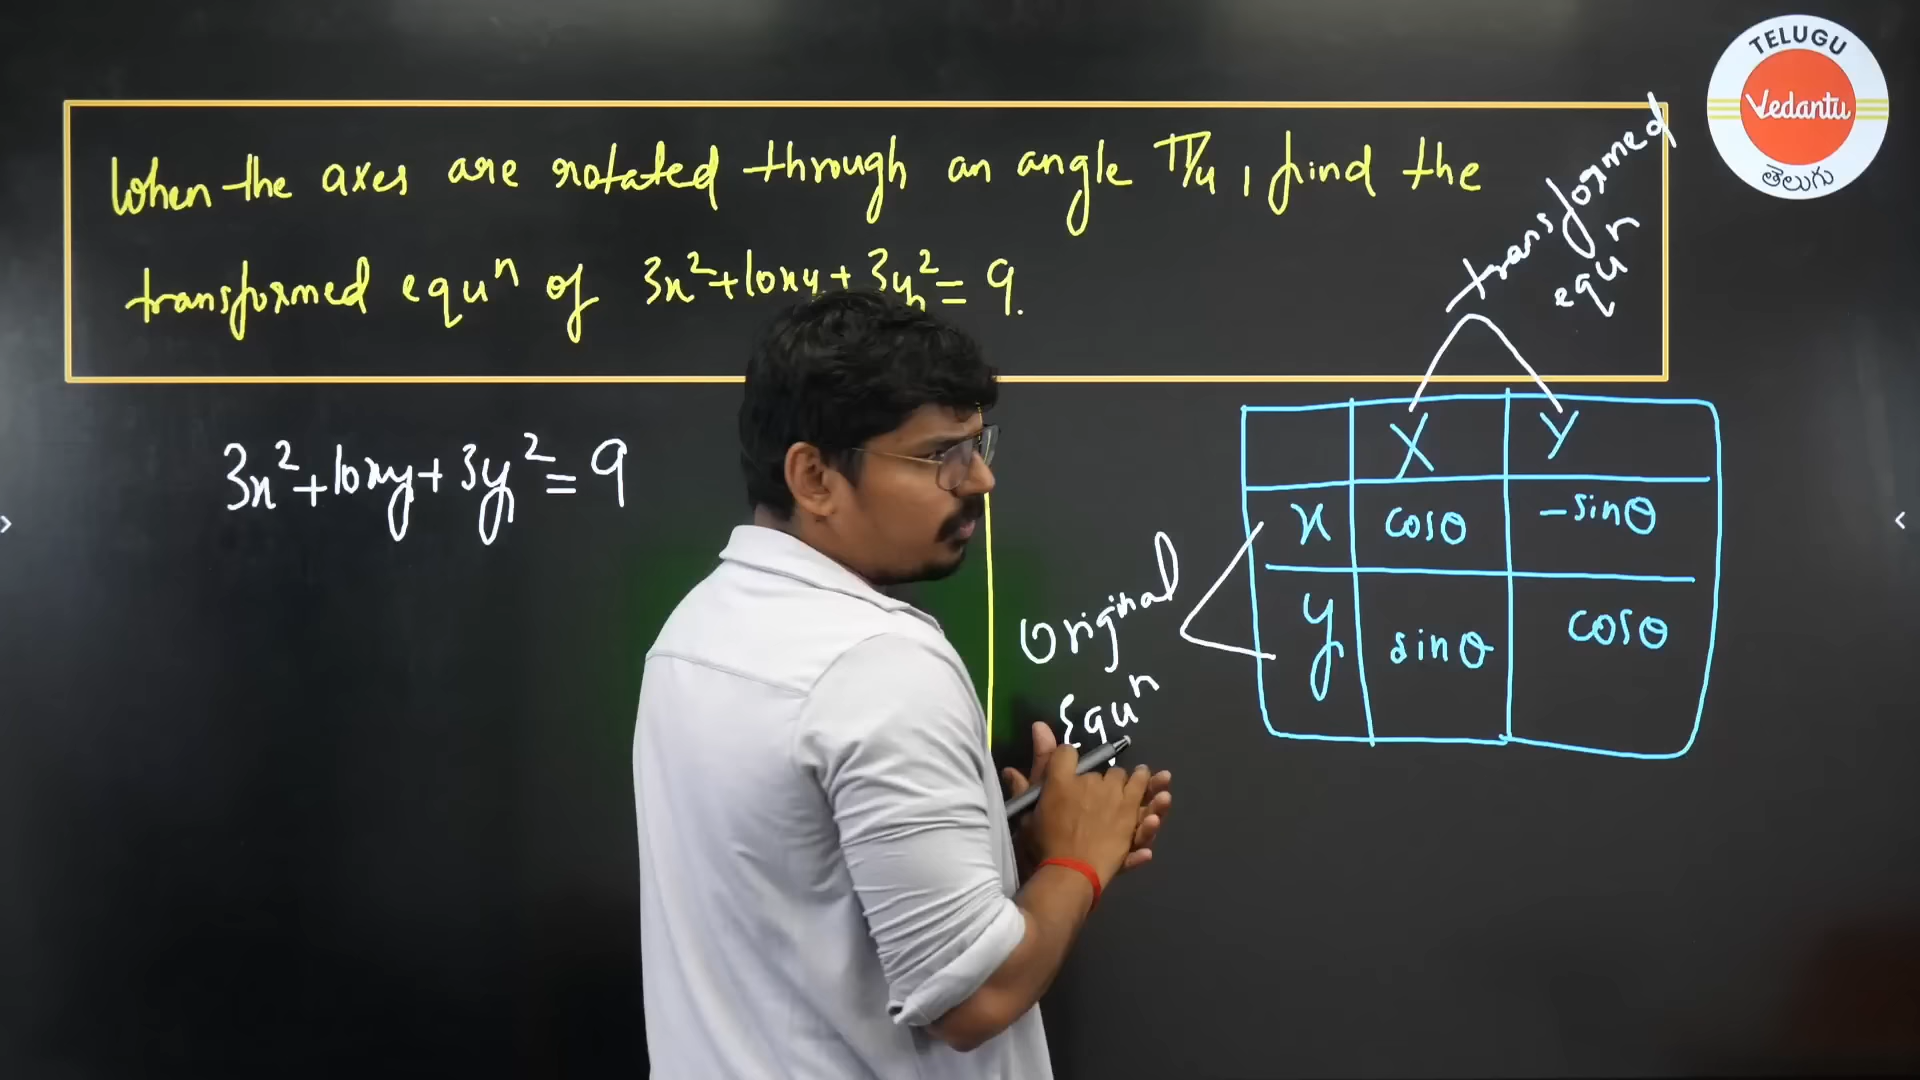 When the axes are rotated through an angle π/4, find the
transformed equⁿ of 3x²+10xy+3y²=9.
3x²+10xy+3y²=9
transformed
equⁿ
X Y
x cosθ -sinθ
y sinθ cosθ
Original
Equⁿ
TELUGU
Vedantu
తెలుగు